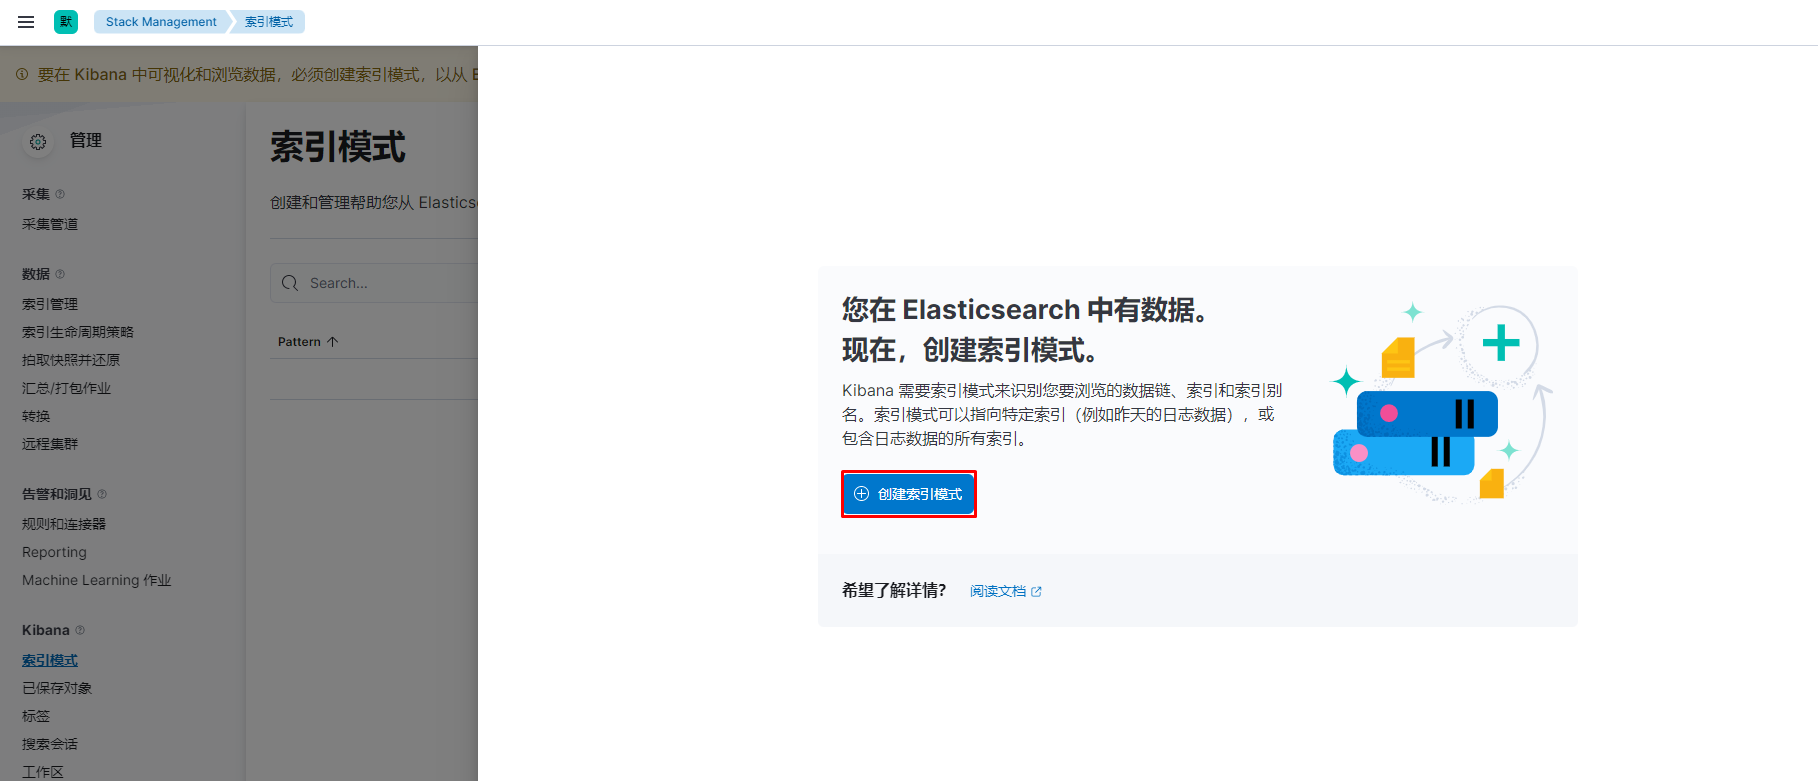 默 Stack Management 索引模式
要在 Kibana 中可视化和浏览数据，必须创建索引模式，以从 E
管理
采集
采集管道
数据
索引管理
索引生命周期策略
拍取快照并还原
汇总/打包作业
转换
远程集群
告警和洞见
规则和连接器
Reporting
Machine Learning 作业
Kibana
索引模式
已保存对象
标签
搜索会话
工作区
索引模式
创建和管理帮助您从 Elastics
Search...
Pattern
您在 Elasticsearch 中有数据。
现在，创建索引模式。
Kibana 需要索引模式来识别您要浏览的数据链、索引和索引别
名。索引模式可以指向特定索引（例如昨天的日志数据），或
包含日志数据的所有索引。
创建索引模式
希望了解详情? 阅读文档